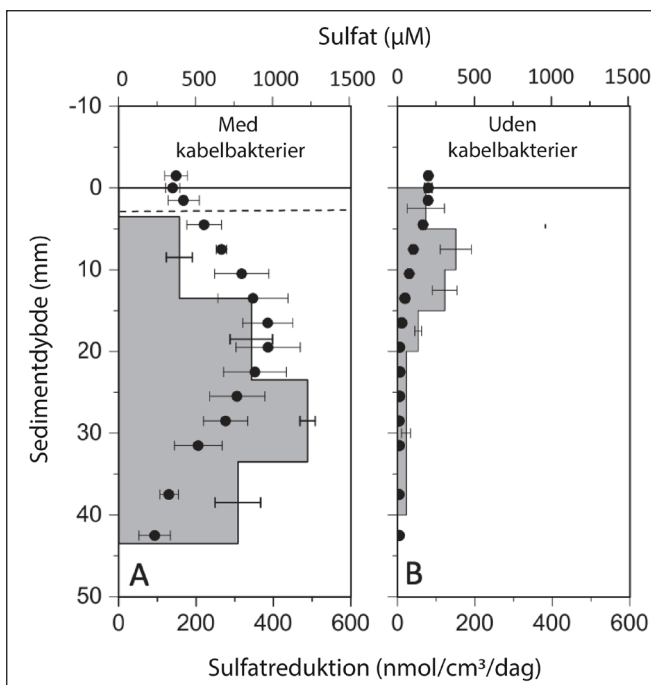 Sulfat (µM)
0 500 1000 1500 0 500 1000 1500
-10
Med
kabelbakterier
Uden
kabelbakterier
0
10
20
30
40
50
Sedimentdybde (mm)
A
B
0 200 400 600 0 200 400 600
Sulfatreduktion (nmol/cm³/dag)